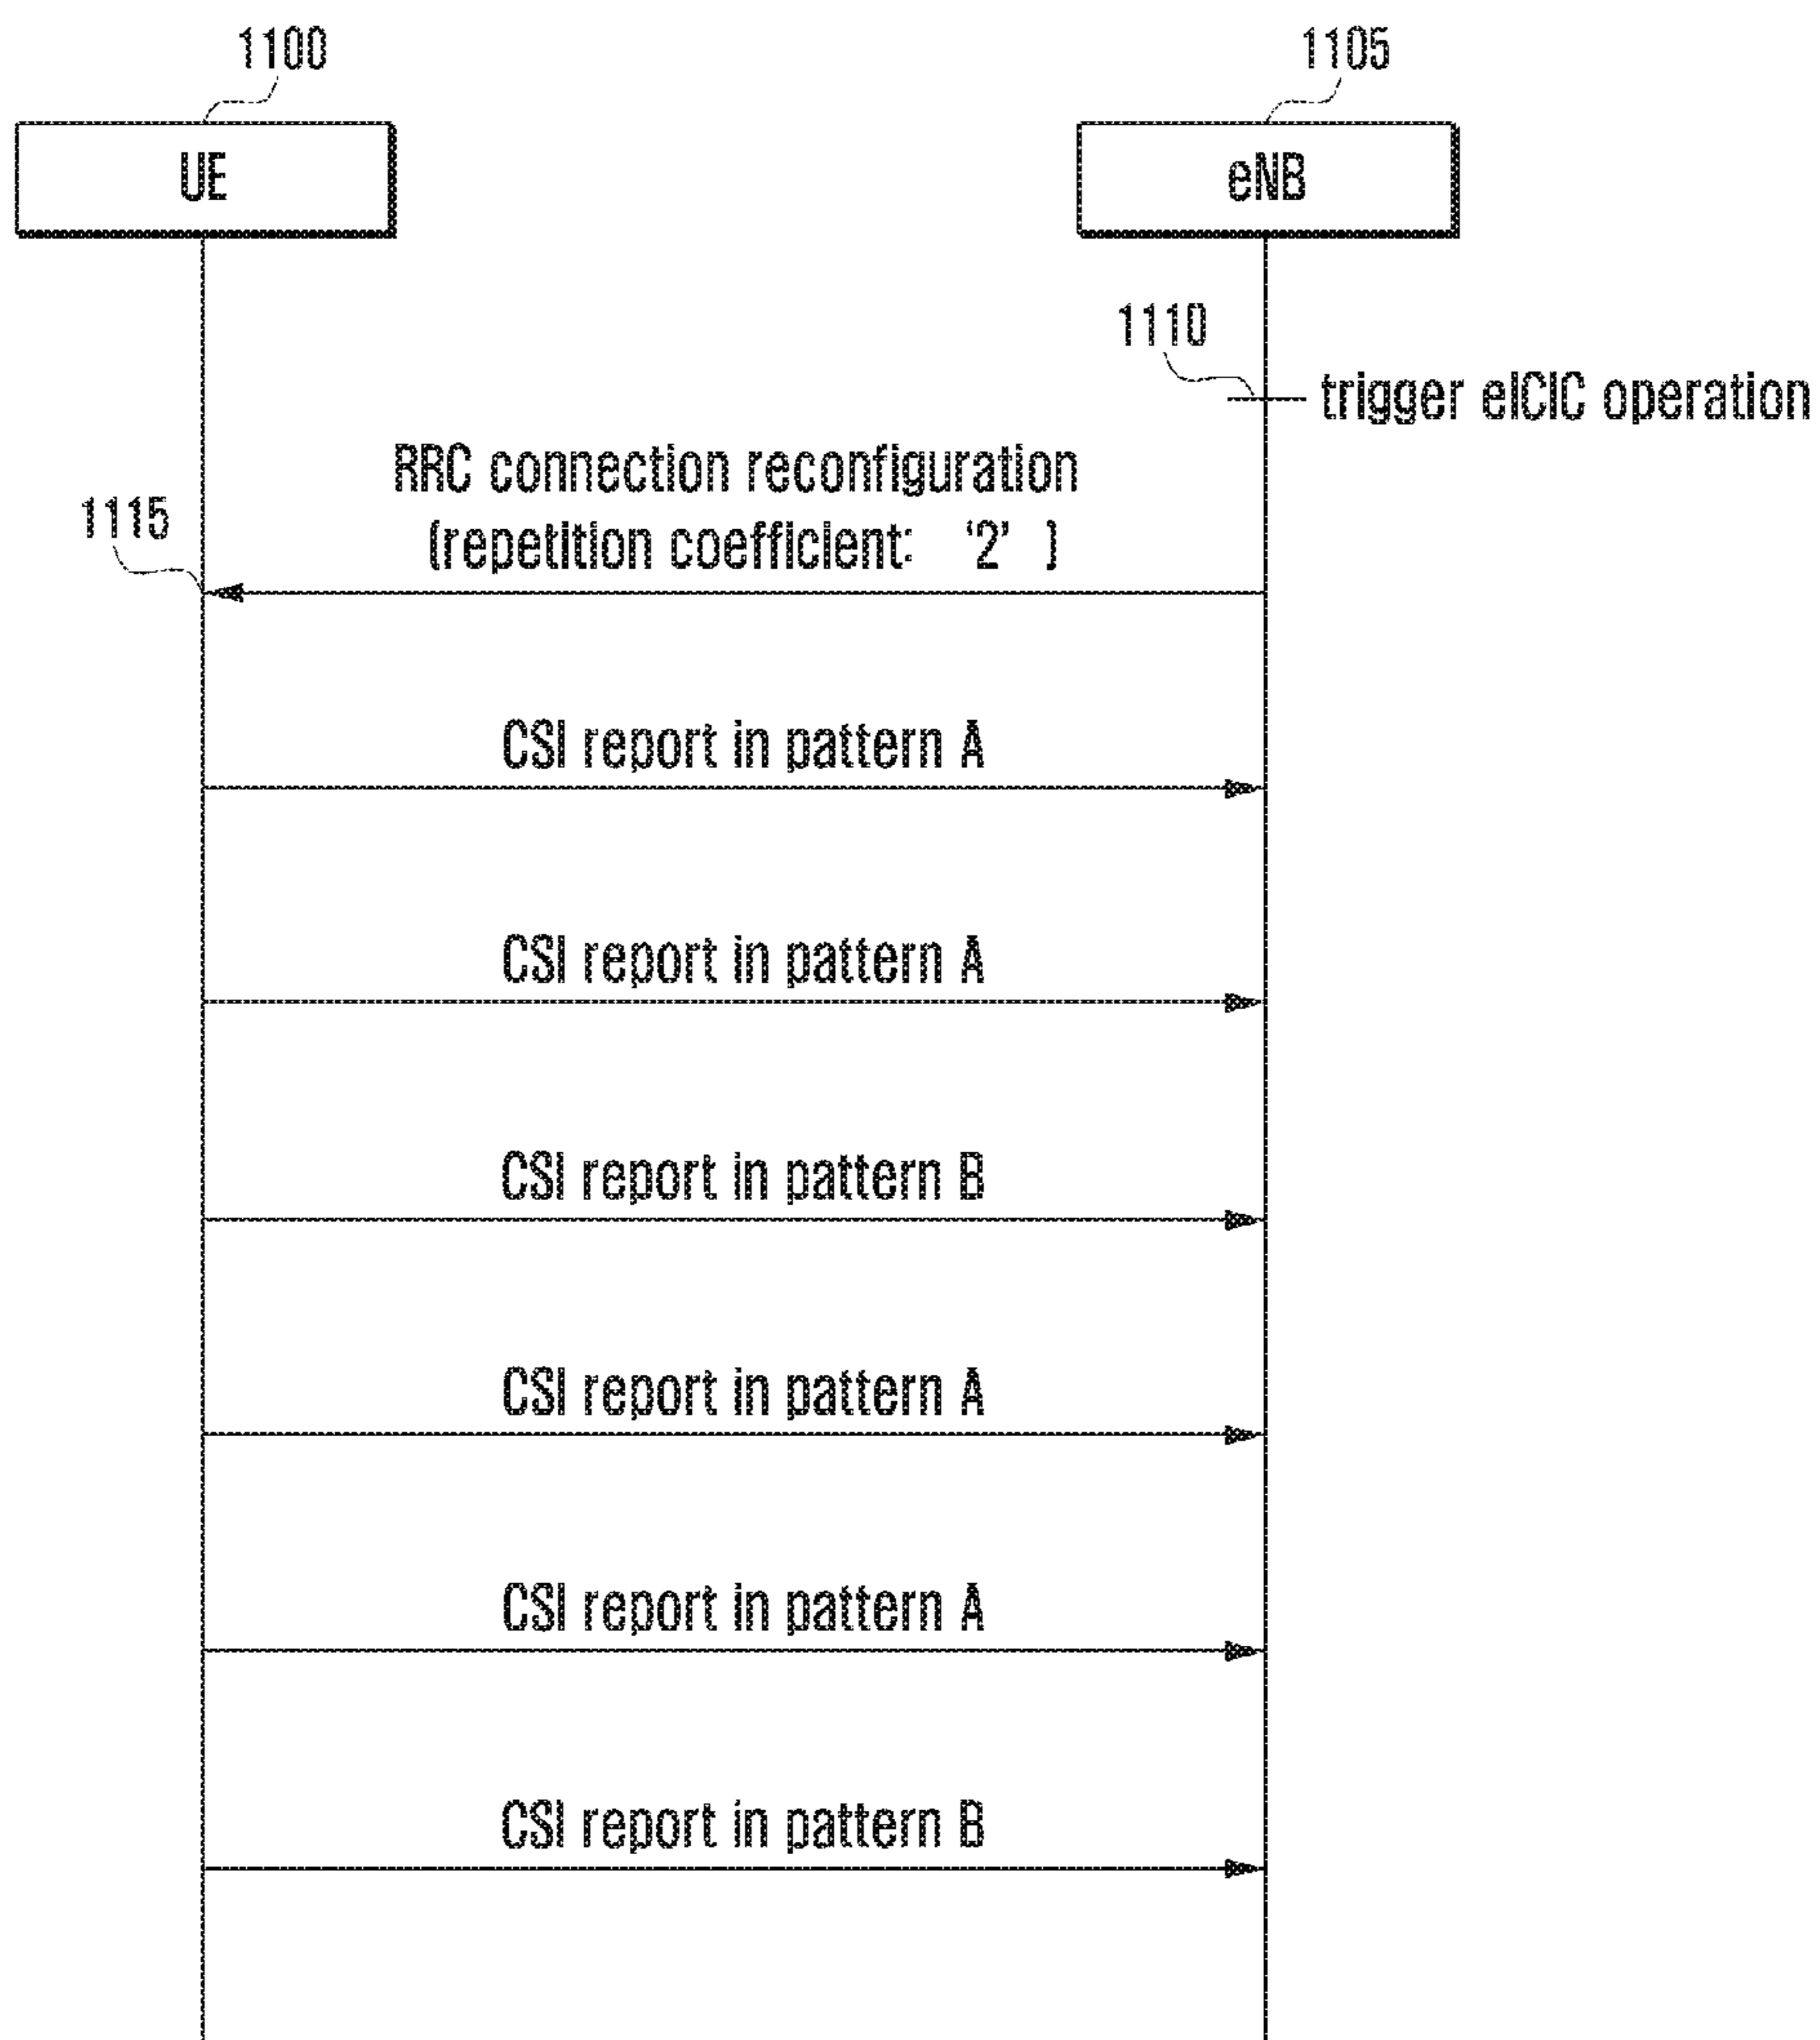 1100
1105
UE
eNB
1110
trigger eICIC operation
RRC connection reconfiguration
1115
(repetition coefficient: ‘2’ )
CSI report in pattern A
CSI report in pattern A
CSI report in pattern B
CSI report in pattern A
CSI report in pattern A
CSI report in pattern B